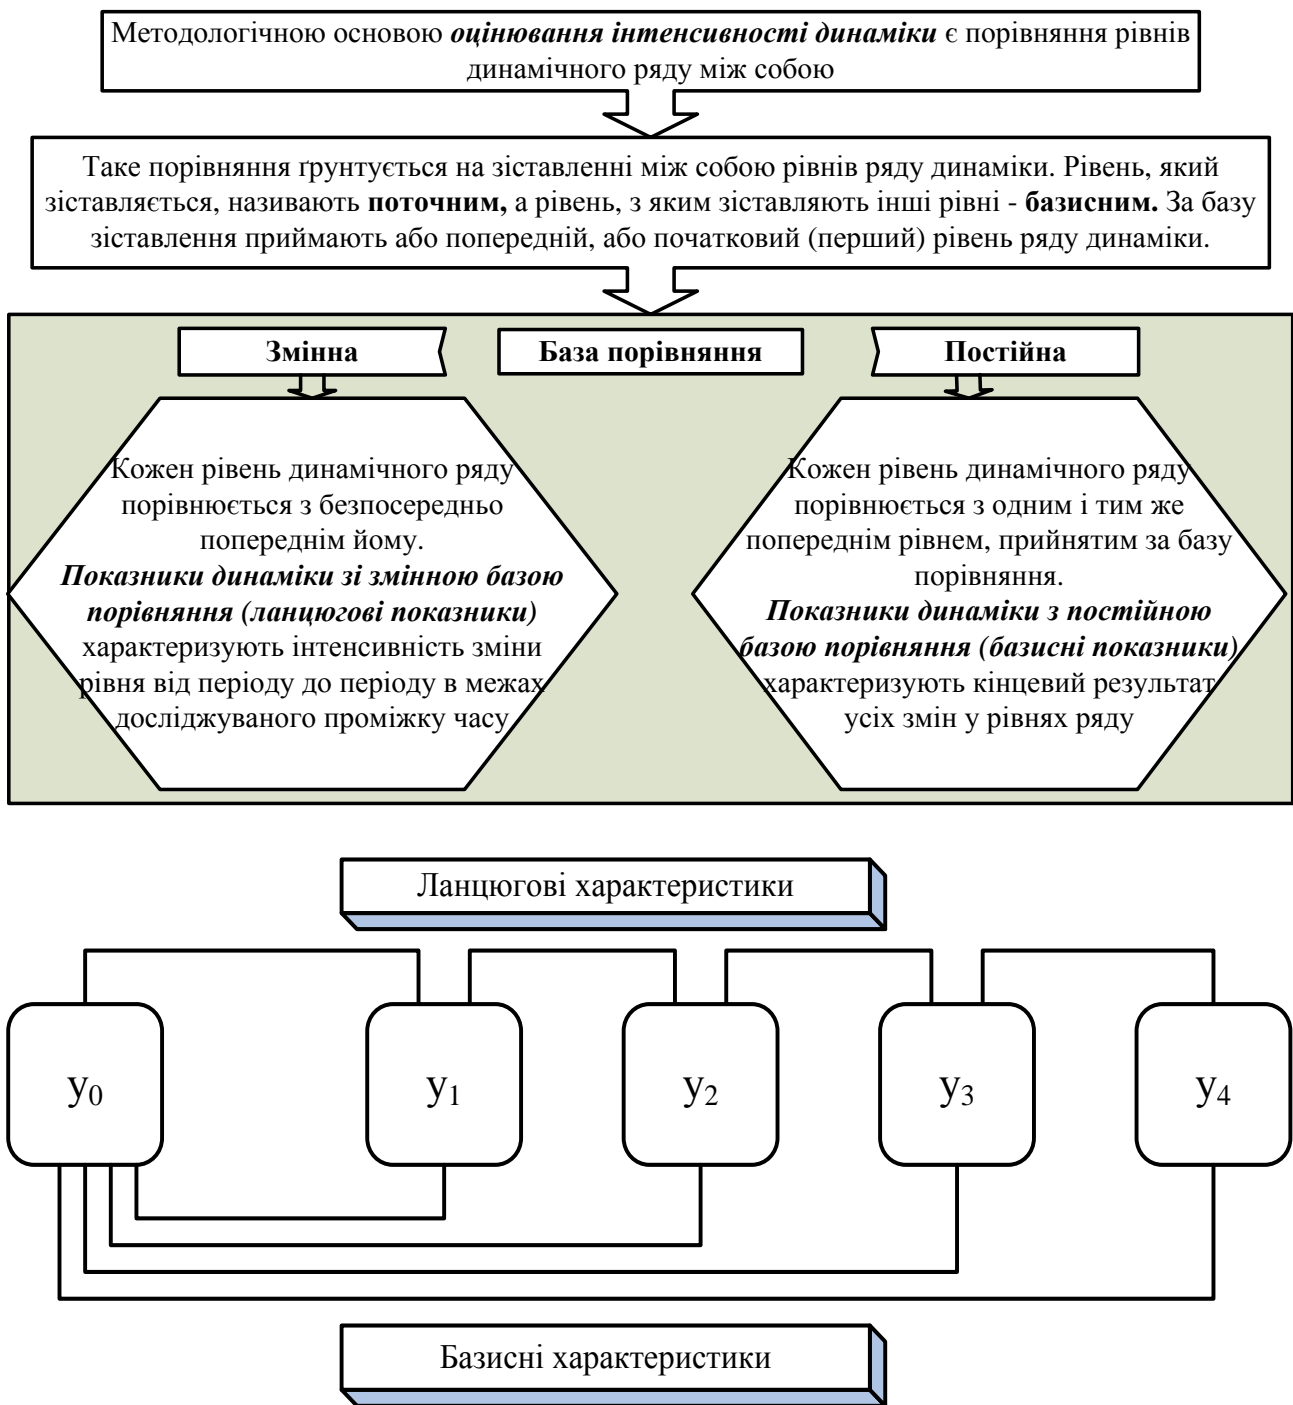 Методологічною основою оцінювання інтенсивності динаміки є порівняння рівнів
динамічного ряду між собою
Таке порівняння ґрунтується на зіставленні між собою рівнів ряду динаміки. Рівень, який
зіставляється, називають поточним, а рівень, з яким зіставляють інші рівні - базисним. За базу
зіставлення приймають або попередній, або початковий (перший) рівень ряду динаміки.
Змінна
База порівняння
Постійна
Кожен рівень динамічного ряду
порівнюється з безпосередньо
попереднім йому.
Показники динаміки зі змінною базою
порівняння (ланцюгові показники)
характеризують інтенсивність зміни
рівня від періоду до періоду в межах
досліджуваного проміжку часу
Кожен рівень динамічного ряду
порівнюється з одним і тим же
попереднім рівнем, прийнятим за базу
порівняння.
Показники динаміки з постійною
базою порівняння (базисні показники)
характеризують кінцевий результат
усіх змін у рівнях ряду
Ланцюгові характеристики
y₀
y₁
y₂
y₃
y₄
Базисні характеристики